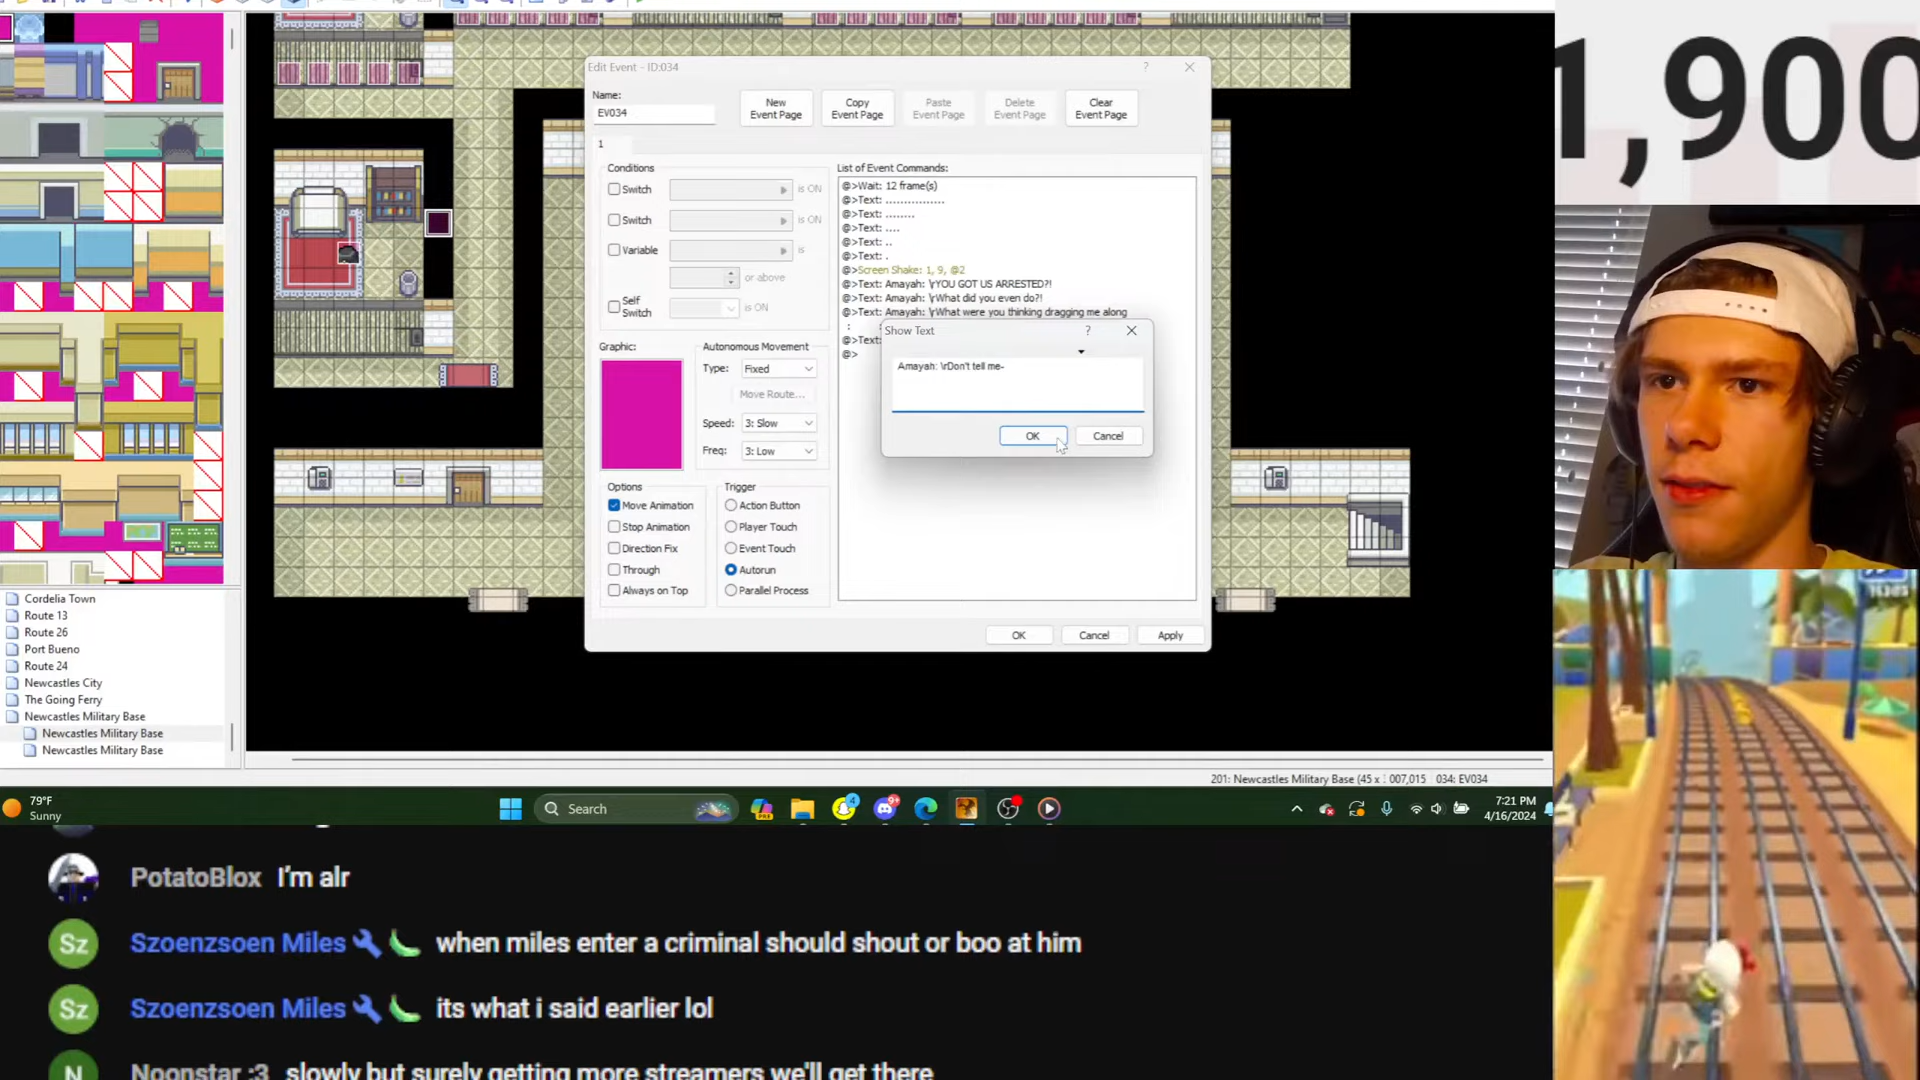 Edit Event - ID:034
?
Name:
EV034
New
Event Page
Copy
Event Page
Paste
Event Page
Delete
Event Page
Clear
Event Page
1
Conditions
Switch
is ON
Switch
is ON
Variable
is
or above
Self
Switch
is ON
Graphic:
Autonomous Movement
Type: Fixed
Move Route...
Speed: 3: Slow
Freq: 3: Low
Options
Move Animation
Stop Animation
Direction Fix
Through
Always on Top
Trigger
Action Button
Player Touch
Event Touch
Autorun
Parallel Process
List of Event Commands:
@>Wait: 12 frame(s)
@>Text: ................
@>Text: ........
@>Text: ....
@>Text: ..
@>Text: .
@>Screen Shake: 1, 9, @2
@>Text: Amayah: \rYOU GOT US ARRESTED?!
@>Text: Amayah: \rWhat did you even do?!
@>Text: Amayah: \rWhat were you thinking dragging me along
:
@>Text:
@>
Show Text
?
Amayah: \rDon't tell me-
OK
Cancel
OK
Cancel
Apply
Cordelia Town
Route 13
Route 26
Port Bueno
Route 24
Newcastles City
The Going Ferry
Newcastles Military Base
Newcastles Military Base
Newcastles Military Base
201: Newcastles Military Base (45 x
007,015
034: EV034
79°F
Sunny
Search
7:21 PM
4/16/2024
1,900
PotatoBlox I'm alr
Sz
Szoenzsoen Miles when miles enter a criminal should shout or boo at him
Sz
Szoenzsoen Miles its what i said earlier lol
N
Noonstar :3 slowly but surely getting more streamers we'll get there